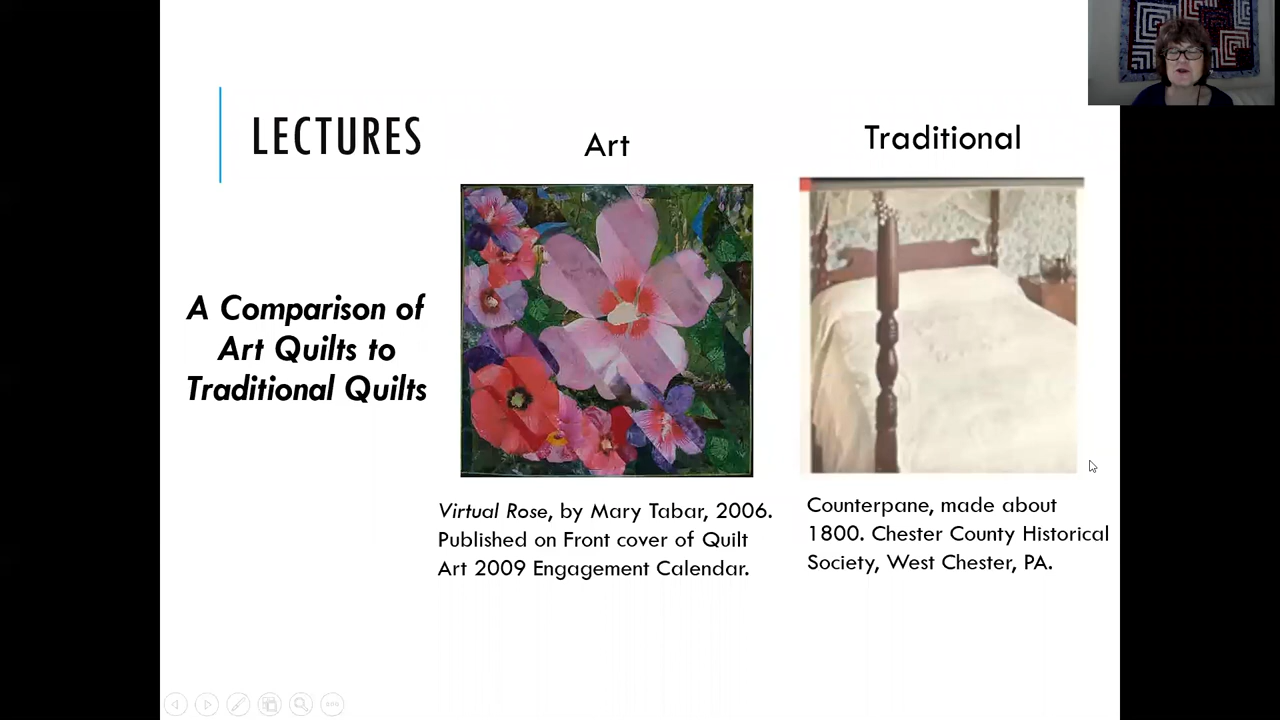 LECTURES
Art
Traditional
A Comparison of
Art Quilts to
Traditional Quilts
Virtual Rose, by Mary Tabar, 2006.
Published on Front cover of Quilt
Art 2009 Engagement Calendar.
Counterpane, made about
1800. Chester County Historical
Society, West Chester, PA.